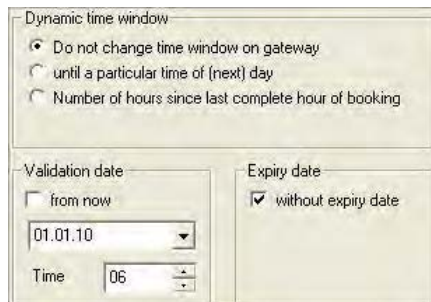 Dynamic time window
Do not change time window on gateway
until a particular time of (next) day
Number of hours since last complete hour of booking
Validation date
from now
01.01.10
Time 06
Expiry date
without expiry date